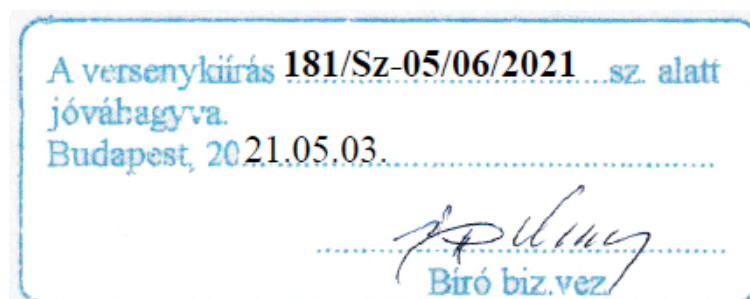 A versenykiírás 181/Sz-05/06/2021 ...sz. alatt
jóváhagyva.
Budapest, 2021.05.03.
Bíró biz.vez.